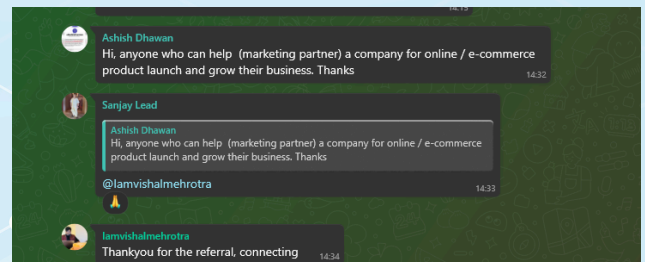 14:15
Ashish Dhawan
Hi, anyone who can help  (marketing partner) a company for online / e-commerce
product launch and grow their business. Thanks
14:32
Sanjay Lead
Ashish Dhawan
Hi, anyone who can help  (marketing partner) a company for online / e-commerce
product launch and grow their business. Thanks
@Iamvishalmehrotra
14:33
Iamvishalmehrotra
Thankyou for the referral, connecting
14:34